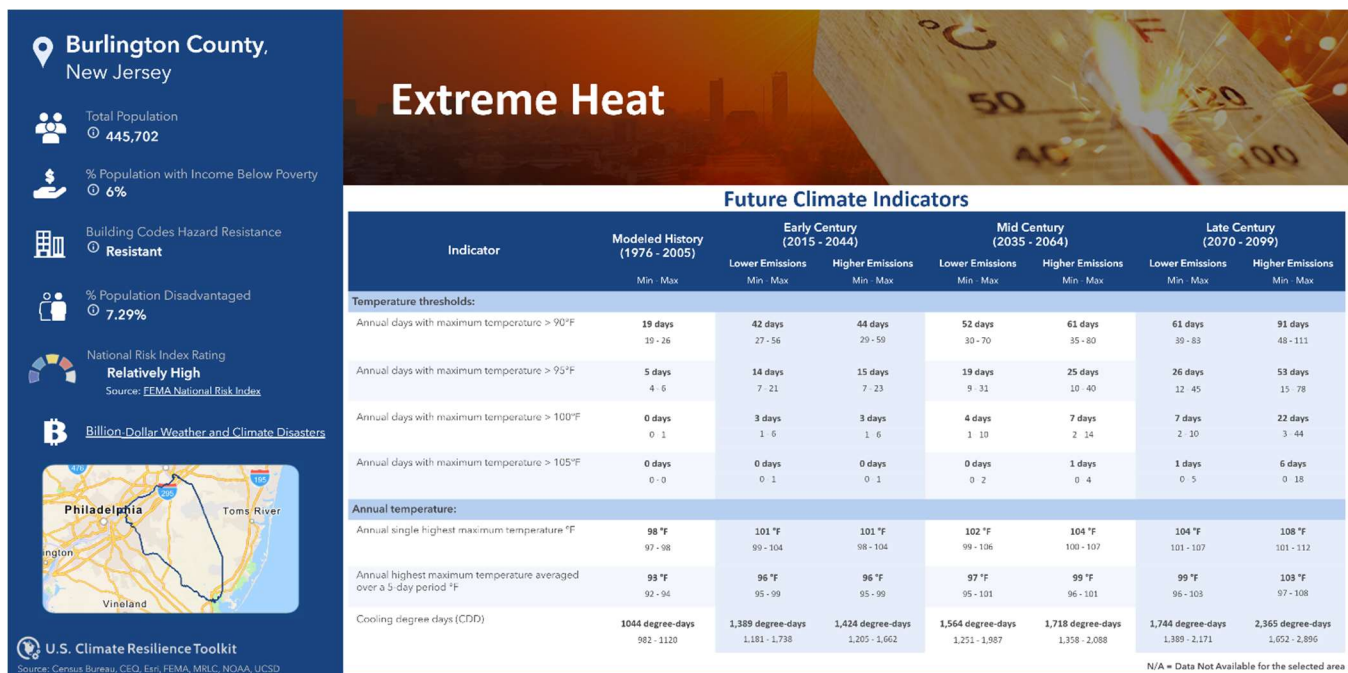 Burlington County,
New Jersey
Total Population
445,702
% Population with Income Below Poverty
6%
Building Codes Hazard Resistance
Resistant
% Population Disadvantaged
7.29%
National Risk Index Rating
Relatively High
Source: FEMA National Risk Index
Billion-Dollar Weather and Climate Disasters
476
295
195
Philadelphia
Toms River
ington
Vineland
U.S. Climate Resilience Toolkit
Source: Census Bureau, CEQ, Esri, FEMA, MRLC, NOAA, UCSD
Extreme Heat
°C F
50 120
40 100
Future Climate Indicators
Indicator
Modeled History
(1976 - 2005)
Early Century
(2015 - 2044)
Mid Century
(2035 - 2064)
Late Century
(2070 - 2099)
Lower Emissions Higher Emissions Lower Emissions Higher Emissions Lower Emissions Higher Emissions
Min - Max Min - Max Min - Max Min - Max Min - Max Min - Max Min - Max
Temperature thresholds:
Annual days with maximum temperature > 90°F 19 days 42 days 44 days 52 days 61 days 61 days 91 days
19 - 26 27 - 56 29 - 59 30 - 70 35 - 80 39 - 83 48 - 111
Annual days with maximum temperature > 95°F 5 days 14 days 15 days 19 days 25 days 26 days 53 days
4 - 6 7 - 21 7 - 23 9 - 31 10 - 40 12 - 45 15 - 78
Annual days with maximum temperature > 100°F 0 days 3 days 3 days 4 days 7 days 7 days 22 days
0 - 1 1 - 6 1 - 6 1 - 10 2 - 14 2 - 10 3 - 44
Annual days with maximum temperature > 105°F 0 days 0 days 0 days 0 days 1 days 1 days 6 days
0 - 0 0 - 1 0 - 1 0 - 2 0 - 4 0 - 5 0 - 18
Annual temperature:
Annual single highest maximum temperature °F 98 °F 101 °F 101 °F 102 °F 104 °F 104 °F 108 °F
97 - 98 99 - 104 98 - 104 99 - 106 100 - 107 101 - 107 101 - 112
Annual highest maximum temperature averaged
over a 5-day period °F 93 °F 96 °F 96 °F 97 °F 99 °F 99 °F 103 °F
92 - 94 95 - 99 95 - 99 95 - 101 96 - 101 96 - 103 97 - 108
Cooling degree days (CDD) 1044 degree-days 1,389 degree-days 1,424 degree-days 1,564 degree-days 1,718 degree-days 1,744 degree-days 2,365 degree-days
982 - 1120 1,181 - 1,738 1,205 - 1,662 1,251 - 1,987 1,358 - 2,088 1,389 - 2,171 1,652 - 2,896
N/A = Data Not Available for the selected area